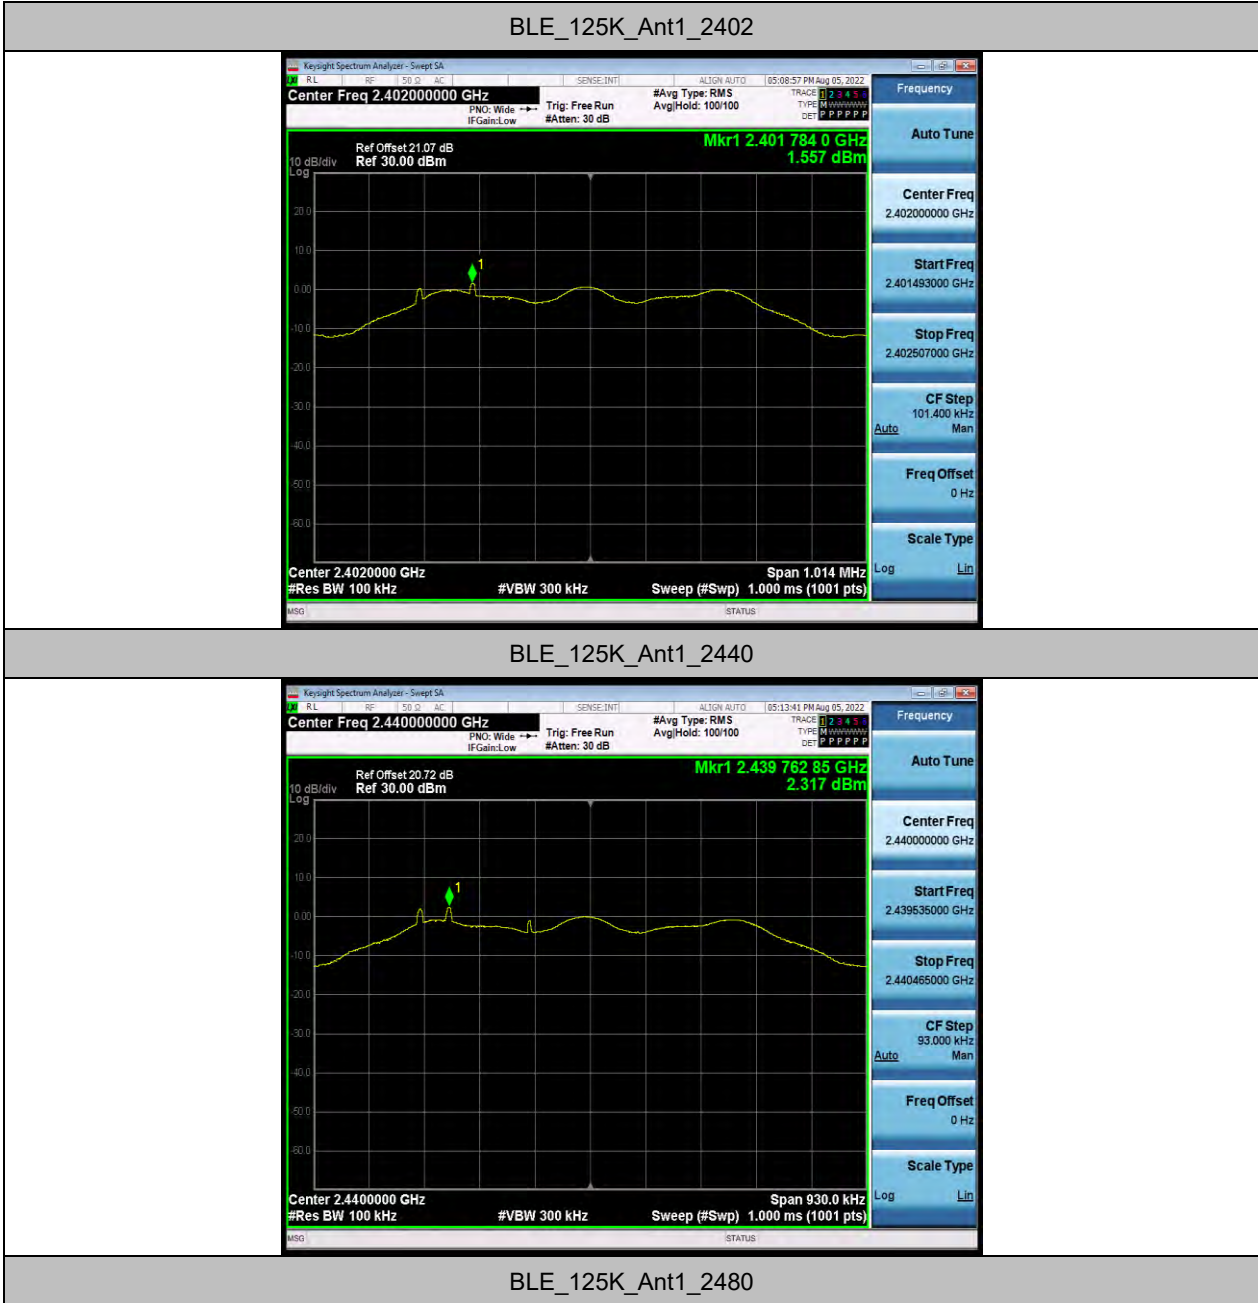 BLE_125K_Ant1_2402
Keysight Spectrum Analyzer - Swept SA
LXI RL RF 50 Ω AC SENSE:INT ALIGN AUTO 05:08:57 PM Aug 05, 2022
Center Freq 2.402000000 GHz #Avg Type: RMS TRACE 1 2 3 4 5 6 Frequency
PNO: Wide Trig: Free Run Avg|Hold: 100/100 TYPE M WWWWW
IFGain:Low #Atten: 30 dB DET P P P P P P
Mkr1 2.401 784 0 GHz Auto Tune
Ref Offset 21.07 dB
10 dB/div Ref 30.00 dBm 1.557 dBm
Log
Center Freq
2.402000000 GHz
20.0
10.0
1
Start Freq
2.401493000 GHz
0.00
-10.0
Stop Freq
2.402507000 GHz
-20.0
CF Step
101.400 kHz
Auto Man
-30.0
-40.0
Freq Offset
0 Hz
-50.0
-60.0
Scale Type
Log Lin
Center 2.4020000 GHz Span 1.014 MHz
#Res BW 100 kHz #VBW 300 kHz Sweep (#Swp) 1.000 ms (1001 pts)
MSG STATUS
BLE_125K_Ant1_2440
Keysight Spectrum Analyzer - Swept SA
LXI RL RF 50 Ω AC SENSE:INT ALIGN AUTO 05:13:41 PM Aug 05, 2022
Center Freq 2.440000000 GHz #Avg Type: RMS TRACE 1 2 3 4 5 6 Frequency
PNO: Wide Trig: Free Run Avg|Hold: 100/100 TYPE M WWWWW
IFGain:Low #Atten: 30 dB DET P P P P P P
Mkr1 2.439 762 85 GHz Auto Tune
Ref Offset 20.72 dB
10 dB/div Ref 30.00 dBm 2.317 dBm
Log
Center Freq
2.440000000 GHz
20.0
10.0
1
Start Freq
2.439535000 GHz
0.00
-10.0
Stop Freq
2.440465000 GHz
-20.0
CF Step
93.000 kHz
Auto Man
-30.0
-40.0
Freq Offset
0 Hz
-50.0
-60.0
Scale Type
Log Lin
Center 2.4400000 GHz Span 930.0 kHz
#Res BW 100 kHz #VBW 300 kHz Sweep (#Swp) 1.000 ms (1001 pts)
MSG STATUS
BLE_125K_Ant1_2480